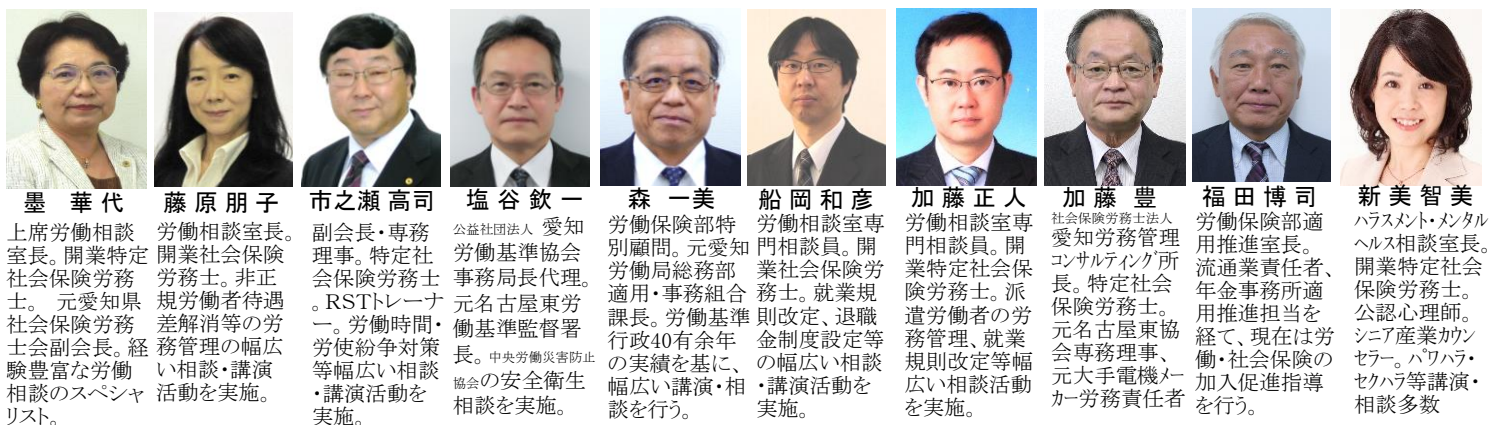 墨 華代
上席労働相談
室長。開業特定
社会保険労務
士。 元愛知県
社会保険労務
士会副会長。経
験豊富な労働
相談のスペシャ
リスト。
藤原朋子
労働相談室長。
開業社会保険
労務士。非正
規労働者待遇
差解消等の労
務管理の幅広
い相談・講演
活動を実施。
市之瀬高司
副会長・専務
理事。特定社
会保険労務士
。RSTトレーナ
ー。労働時間・
労使紛争対策
等幅広い相談
・講演活動を
実施。
塩谷欽一
公益社団法人 愛知
労働基準協会
事務局長代理。
元名古屋東労
働基準監督署
長。中央労働災害防止
協会の安全衛生
相談を実施。
森 一美
労働保険部特
別顧問。元愛知
労働局総務部
適用・事務組合
課長。労働基準
行政40有余年
の実績を基に、
幅広い講演・相
談を行う。
船岡和彦
労働相談室専
門相談員。開
業社会保険労
務士。就業規
則改定、退職
金制度設定等
の幅広い相談
・講演活動を
実施。
加藤正人
労働相談室専
門相談員。開
業特定社会保
険労務士。派
遣労働者の労
務管理、就業
規則改定等幅
広い相談活動
を実施。
加藤 豊
社会保険労務士法人
愛知労務管理
コンサルティング所
長。特定社会
保険労務士。
元名古屋東協
会専務理事、
元大手電機メー
カー労務責任者
福田博司
労働保険部適
用推進室長。
流通業責任者、
年金事務所適
用推進担当を
経て、現在は労
働・社会保険の
加入促進指導
を行う。
新美智美
ハラスメント・メンタル
ヘルス相談室長。
開業特定社会
保険労務士。
公認心理師。
シニア産業カウン
セラー。パワハラ・
セクハラ等講演・
相談多数